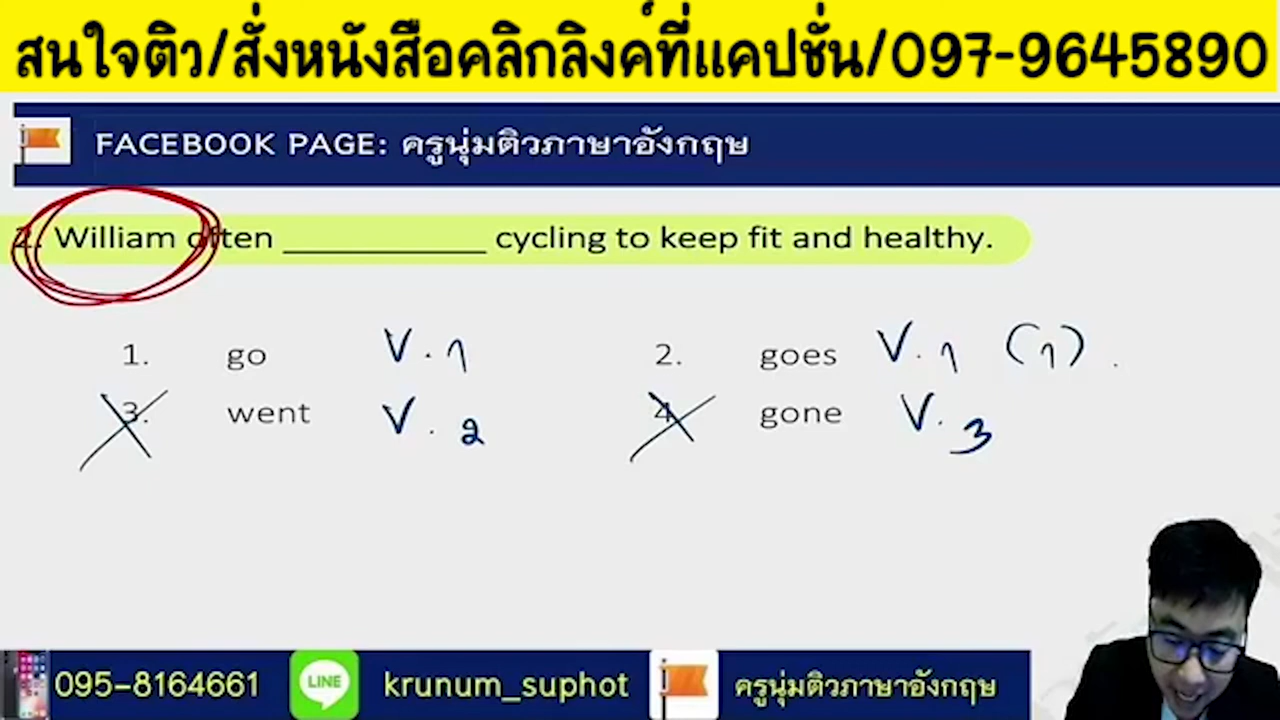 สนใจติว/สั่งหนังสือคลิกลิงค์ที่แคปชั่น/097-9645890
FACEBOOK PAGE: ครูนุ่มติวภาษาอังกฤษ
2. William often ____________ cycling to keep fit and healthy.
1. go V.1 2. goes V.1 (1)
3. went V.2 4. gone V.3
095-8164661 LINE krunum_suphot ครูนุ่มติวภาษาอังกฤษ